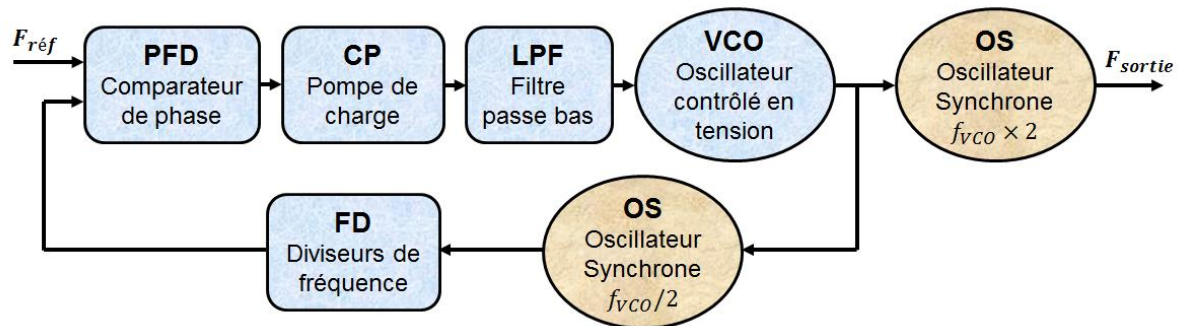 F_réf
PFD
Comparateur
de phase
CP
Pompe de
charge
LPF
Filtre
passe bas
VCO
Oscillateur
contrôlé en
tension
OS
Oscillateur
Synchrone
f_VCO × 2
F_sortie
FD
Diviseurs de
fréquence
OS
Oscillateur
Synchrone
f_VCO/2